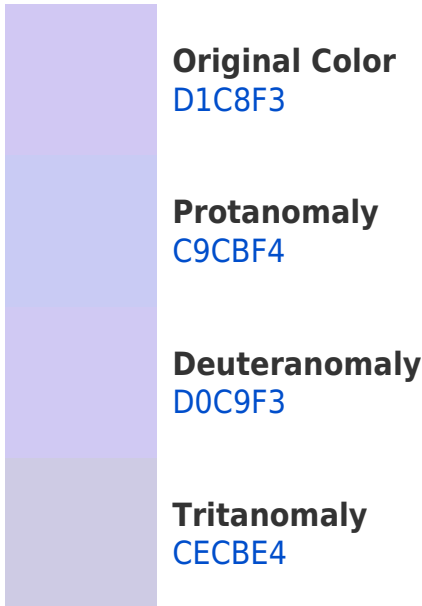 Original Color
D1C8F3
Protanomaly
C9CBF4
Deuteranomaly
D0C9F3
Tritanomaly
CECBE4